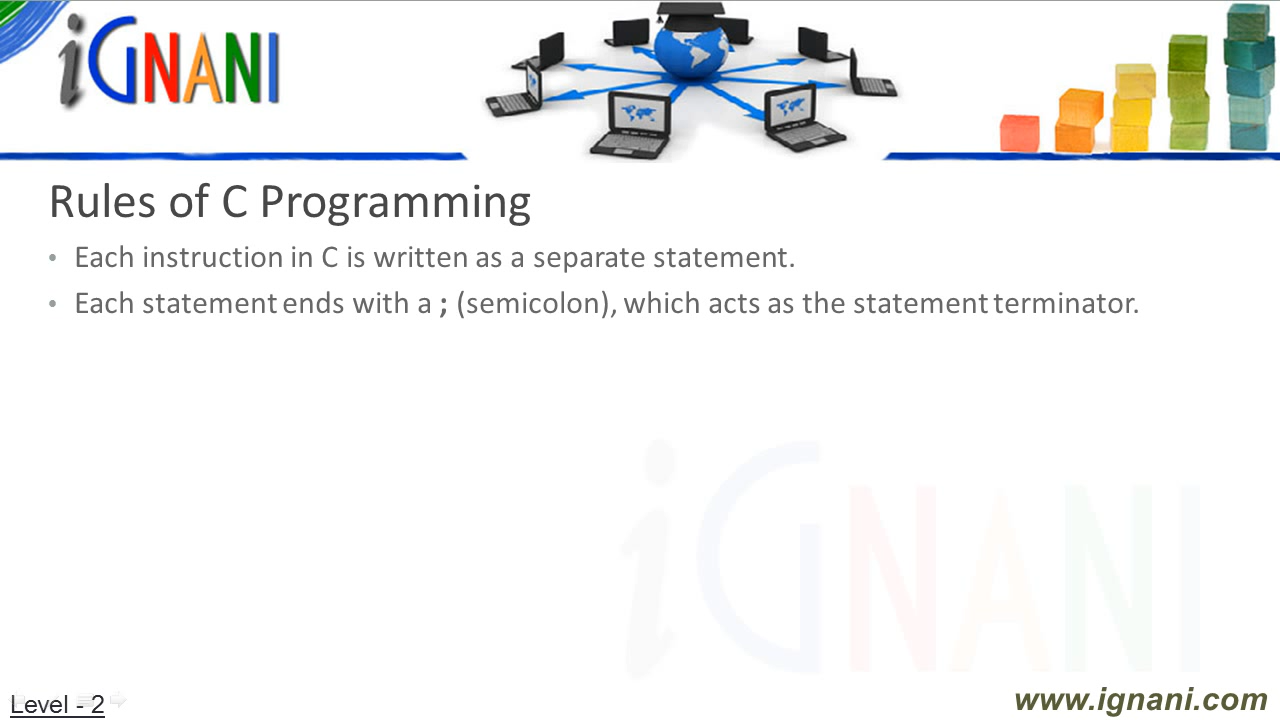 iGNANI
Rules of C Programming
• Each instruction in C is written as a separate statement.
• Each statement ends with a ; (semicolon), which acts as the statement terminator.
iGNANI
Level - 2
www.ignani.com